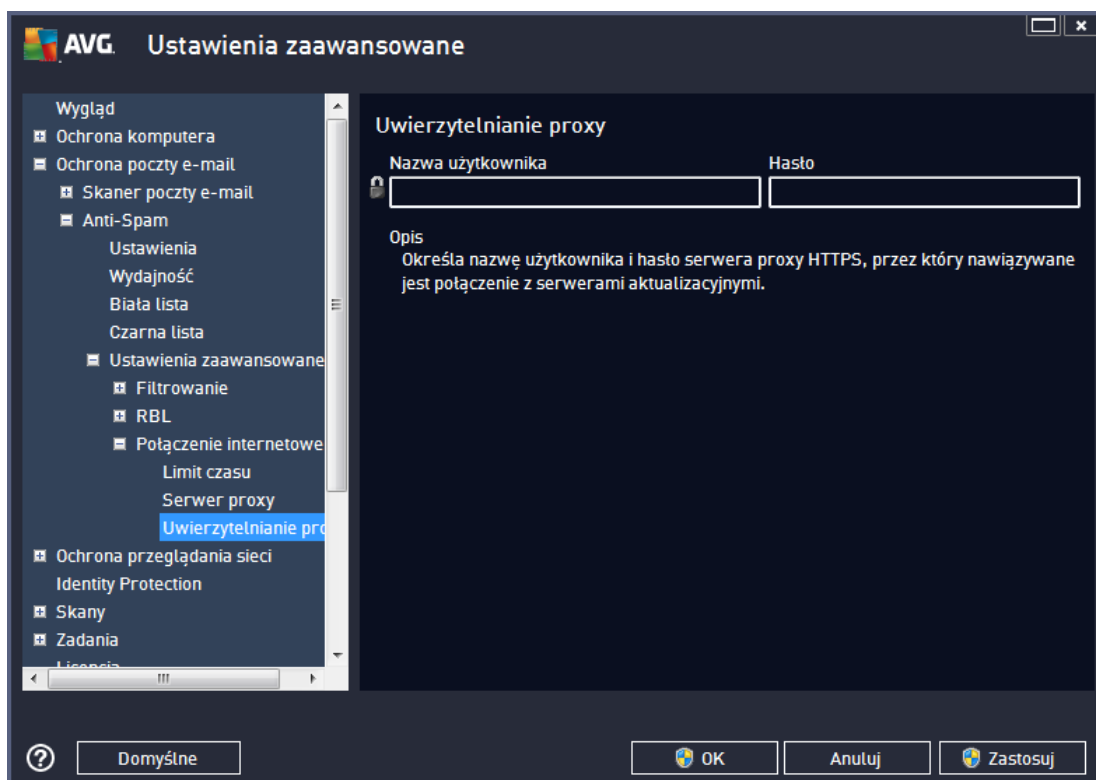 AVG. Ustawienia zaawansowane
Wygląd
Ochrona komputera
Ochrona poczty e-mail
Skaner poczty e-mail
Anti-Spam
Ustawienia
Wydajność
Biała lista
Czarna lista
Ustawienia zaawansowane
Filtrowanie
RBL
Połączenie internetowe
Limit czasu
Serwer proxy
Uwierzytelnianie pro
Ochrona przeglądania sieci
Identity Protection
Skany
Zadania
Licencja
Uwierzytelnianie proxy
Nazwa użytkownika Hasło
Opis
Określa nazwę użytkownika i hasło serwera proxy HTTPS, przez który nawiązywane
jest połączenie z serwerami aktualizacyjnymi.
Domyślne OK Anuluj Zastosuj